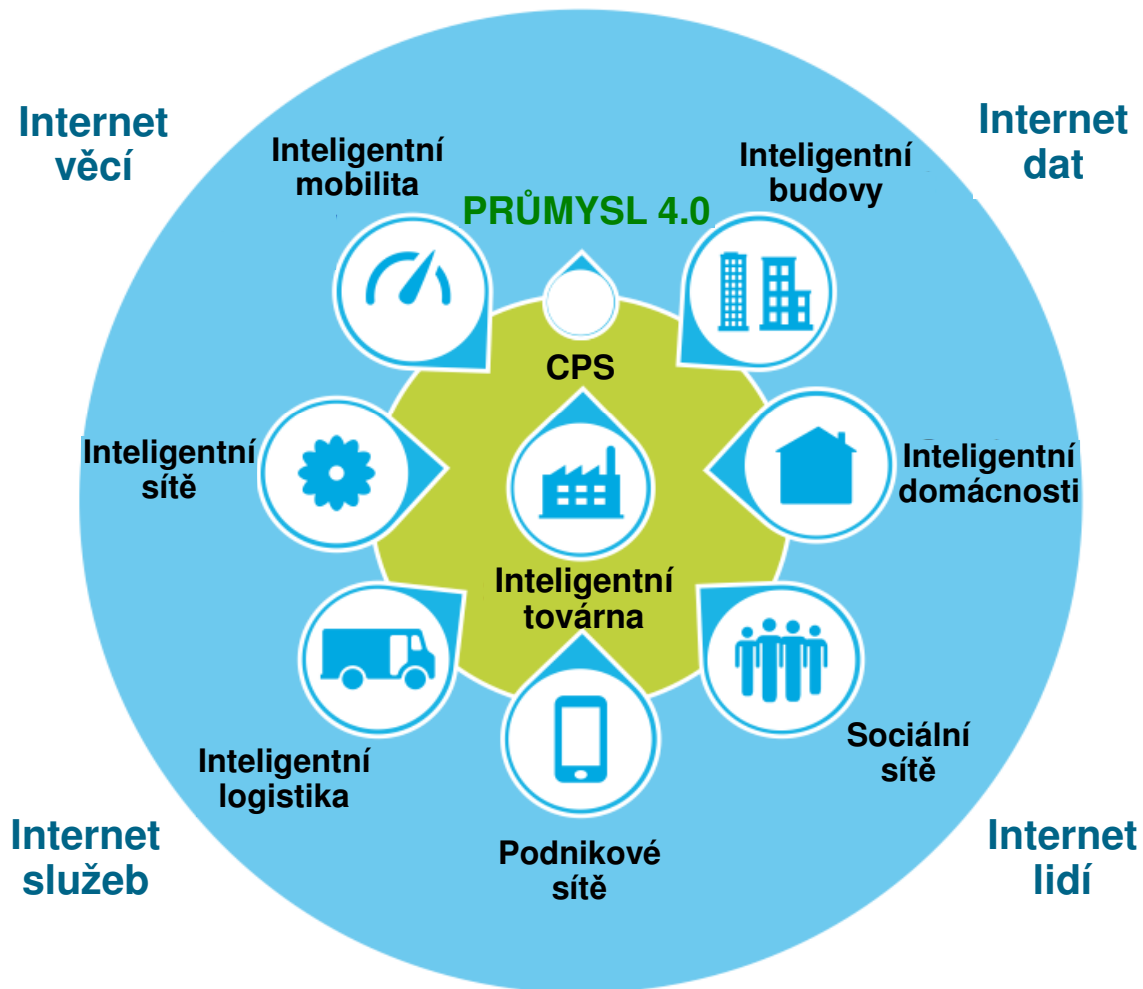 Internet
věcí
Internet
dat
Inteligentní
mobilita
Inteligentní
budovy
PRŮMYSL 4.0
CPS
Inteligentní
sítě
Inteligentní
domácnosti
Inteligentní
továrna
Inteligentní
logistika
Sociální
sítě
Podnikové
sítě
Internet
služeb
Internet
lidí